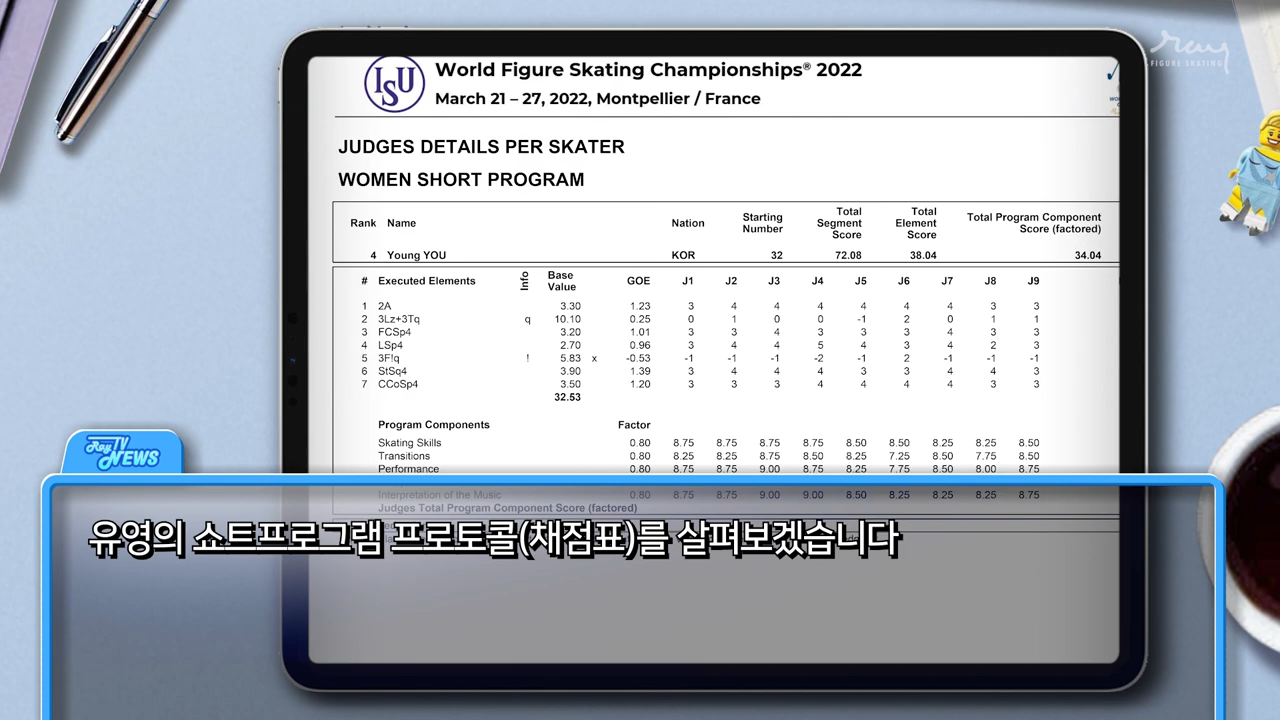 Ray
FIGURE SKATING
ISU
World Figure Skating Championships® 2022
March 21 – 27, 2022, Montpellier / France
JUDGES DETAILS PER SKATER
WOMEN SHORT PROGRAM
Rank Name Nation Starting Number Total Segment Score Total Element Score Total Program Component Score (factored)
4 Young YOU KOR 32 72.08 38.04 34.04
# Executed Elements Info Base Value GOE J1 J2 J3 J4 J5 J6 J7 J8 J9
1 2A 3.30 1.23 3 4 4 4 4 4 4 3 3
2 3Lz+3Tq q 10.10 0.25 0 1 0 0 -1 2 0 1 1
3 FCSp4 3.20 1.01 3 3 4 3 3 3 4 3 3
4 LSp4 2.70 0.96 3 4 4 5 4 3 4 2 3
5 3F!q ! 5.83 x -0.53 -1 -1 -1 -2 -1 2 -1 -1 -1
6 StSq4 3.90 1.39 3 4 4 4 3 3 4 4 3
7 CCoSp4 3.50 1.20 3 3 3 4 4 4 4 3 3
32.53
Program Components Factor
Skating Skills 0.80 8.75 8.75 8.75 8.75 8.50 8.50 8.25 8.25 8.50
Transitions 0.80 8.25 8.25 8.75 8.50 8.25 7.25 8.50 7.75 8.50
Performance 0.80 8.75 8.75 9.00 8.75 8.25 7.75 8.50 8.00 8.75
Interpretation of the Music 0.80 8.75 8.75 9.00 9.00 8.50 8.25 8.25 8.25 8.75
Judges Total Program Component Score (factored)
Ray TV
NEWS
유영의 쇼트프로그램 프로토콜(채점표)를 살펴보겠습니다